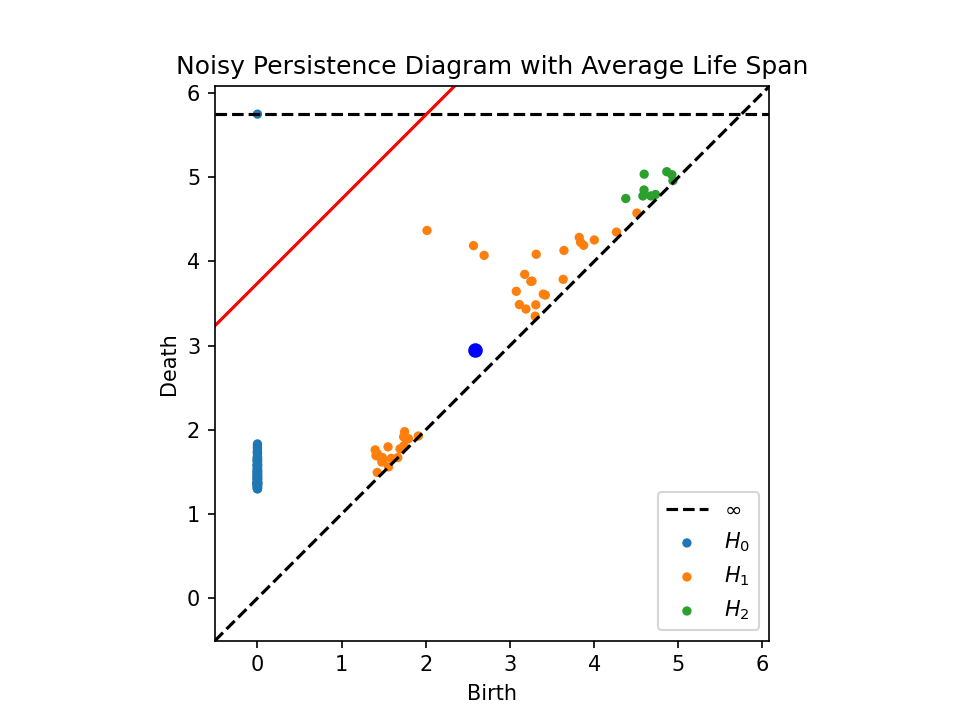 Noisy Persistence Diagram with Average Life Span
6
5
4
3
2
1
0
Death
∞
H₀
H₁
H₂
0 1 2 3 4 5 6
Birth